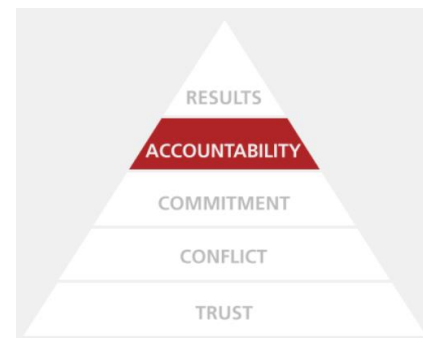 RESULTS
ACCOUNTABILITY
COMMITMENT
CONFLICT
TRUST